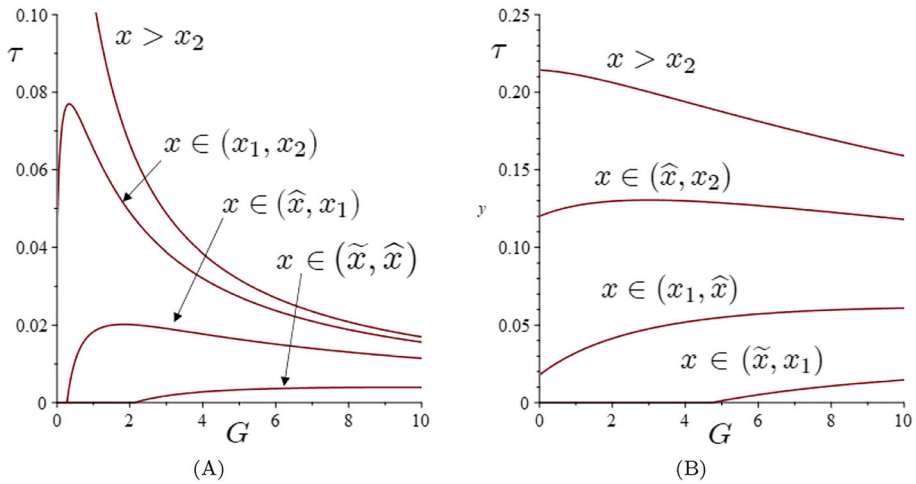 0.10
τ
0.08
0.06
0.04
0.02
0
0
2
4
6
8
10
G
x > x₂
x ∈ (x₁, x₂)
x ∈ (x̂, x₁)
x ∈ (x̃, x̂)
(A)
0.25
τ
0.20
0.15
y
0.10
0.05
0
0
2
4
6
8
10
G
x > x₂
x ∈ (x̂, x₂)
x ∈ (x₁, x̂)
x ∈ (x̃, x₁)
(B)